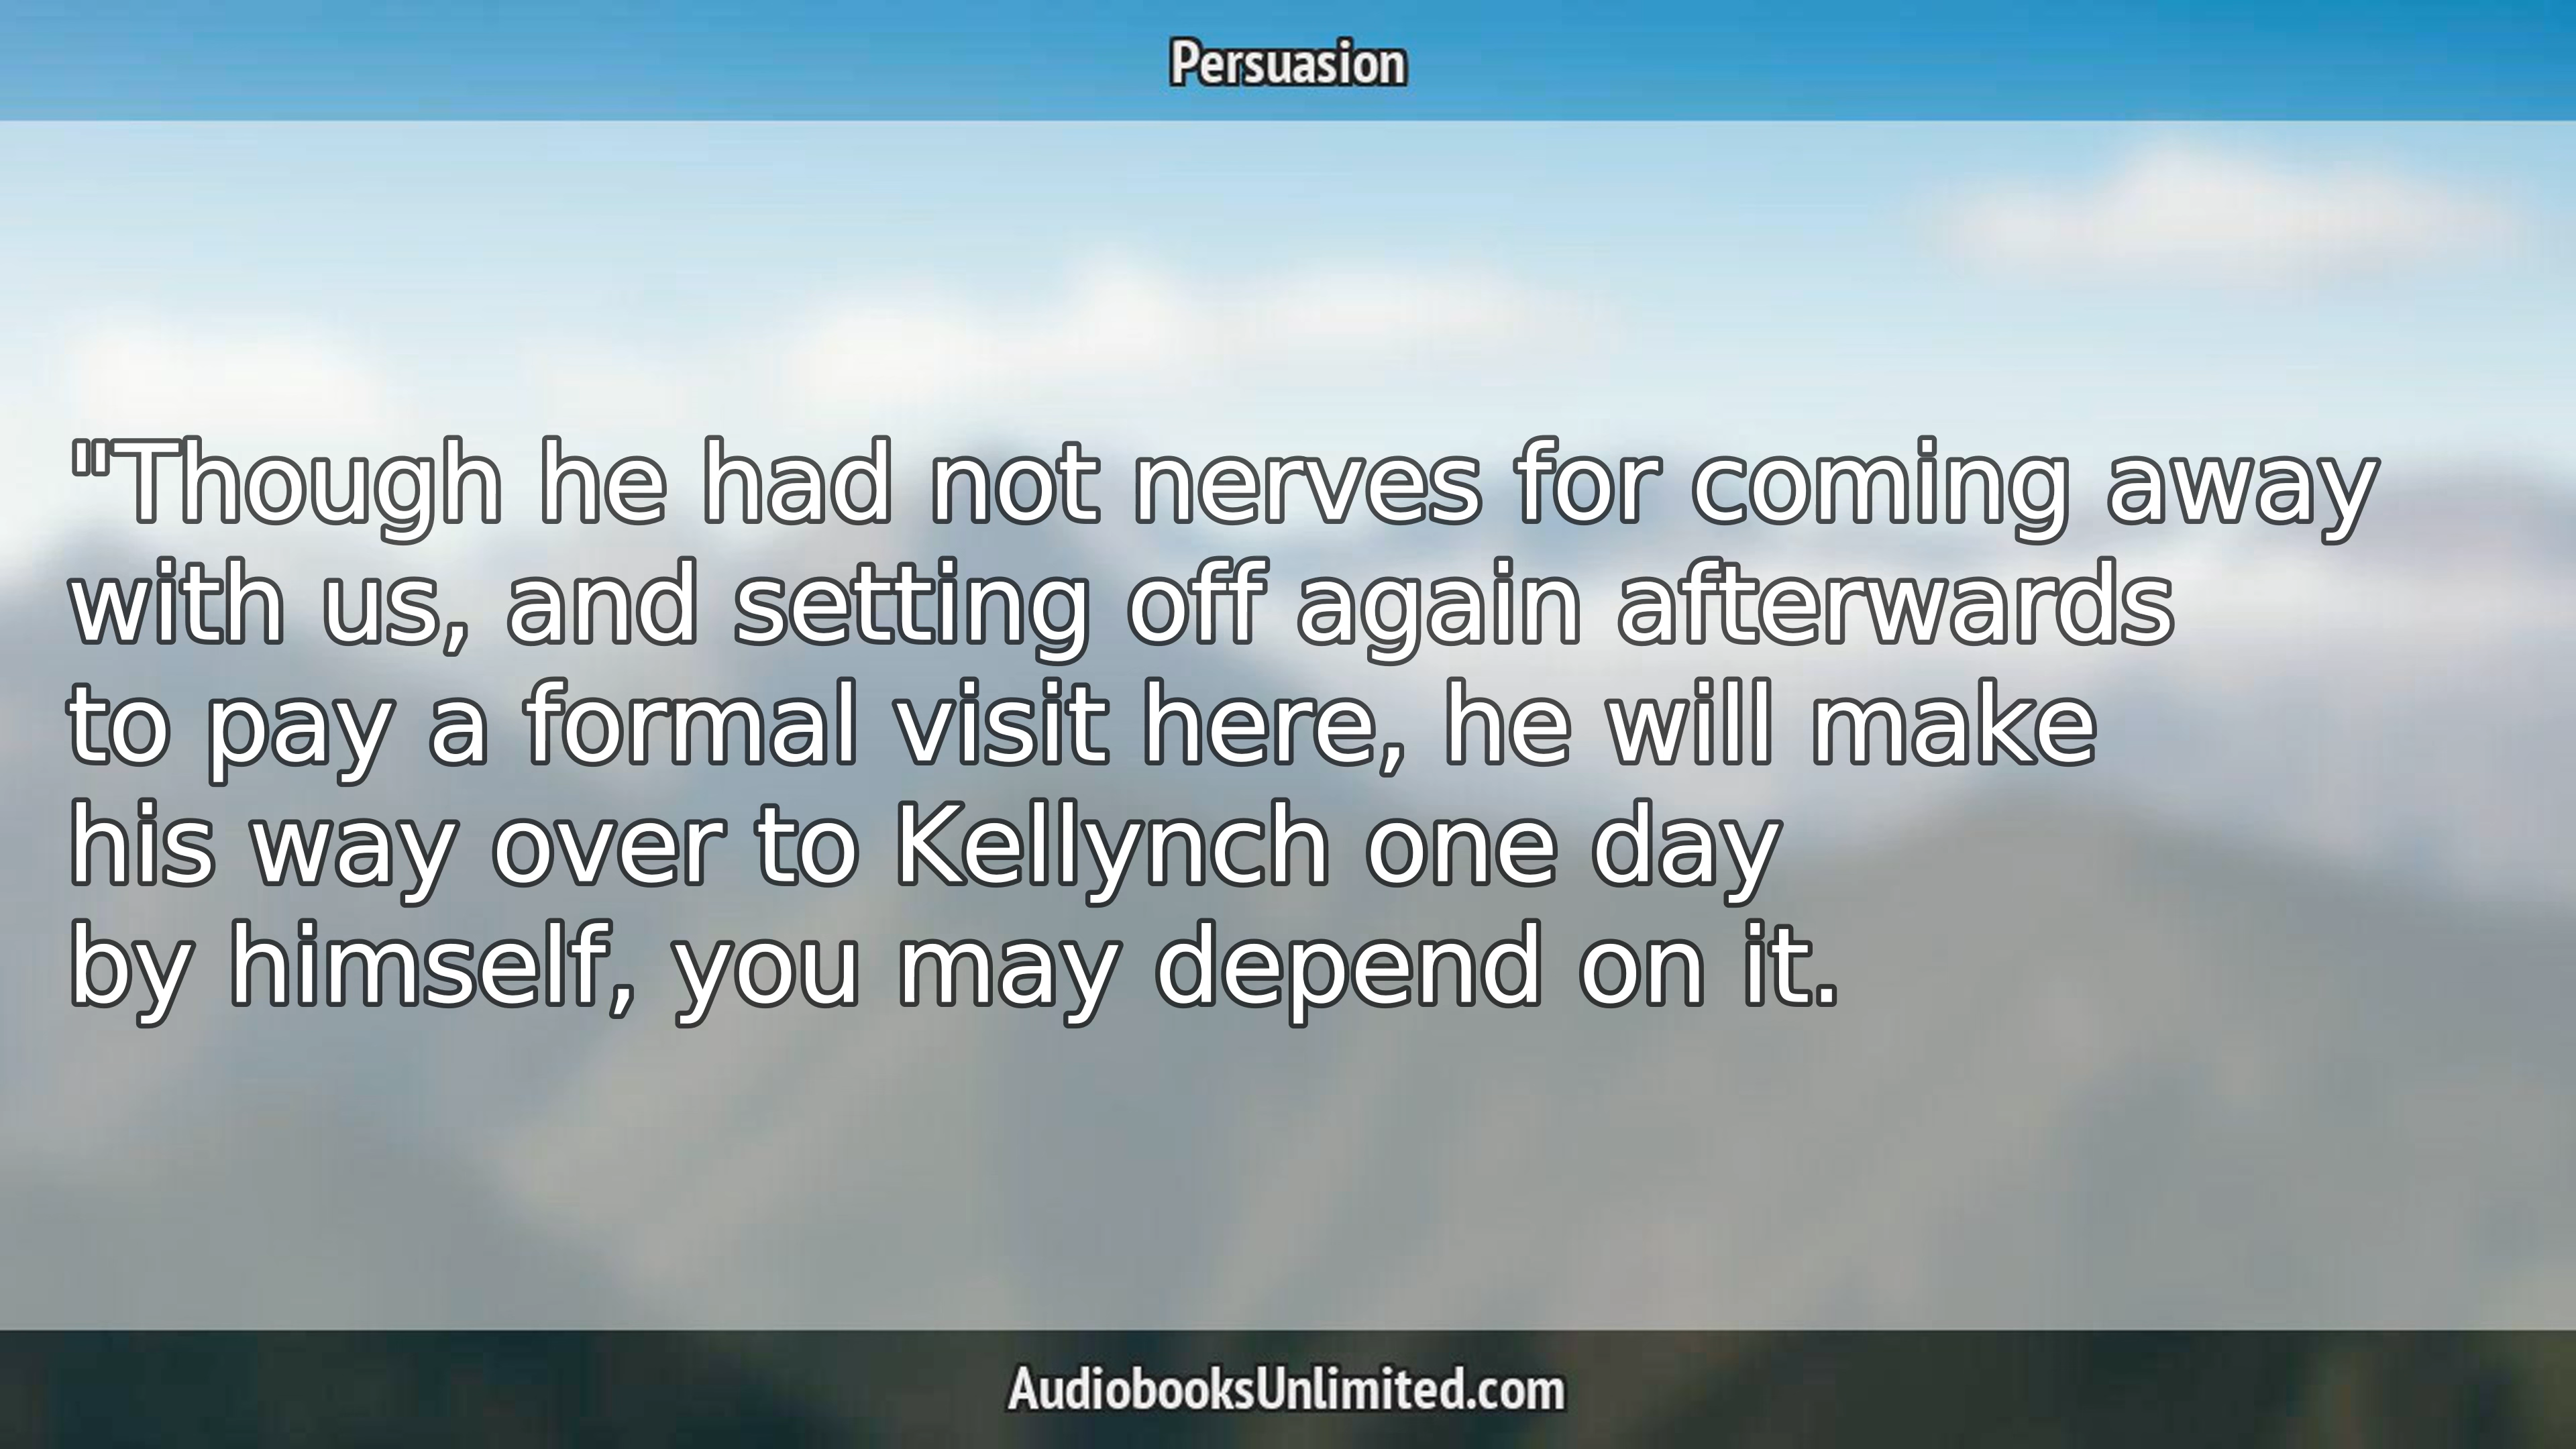 Persuasion
"Though he had not nerves for coming away
with us, and setting off again afterwards
to pay a formal visit here, he will make
his way over to Kellynch one day
by himself, you may depend on it.
AudiobooksUnlimited.com